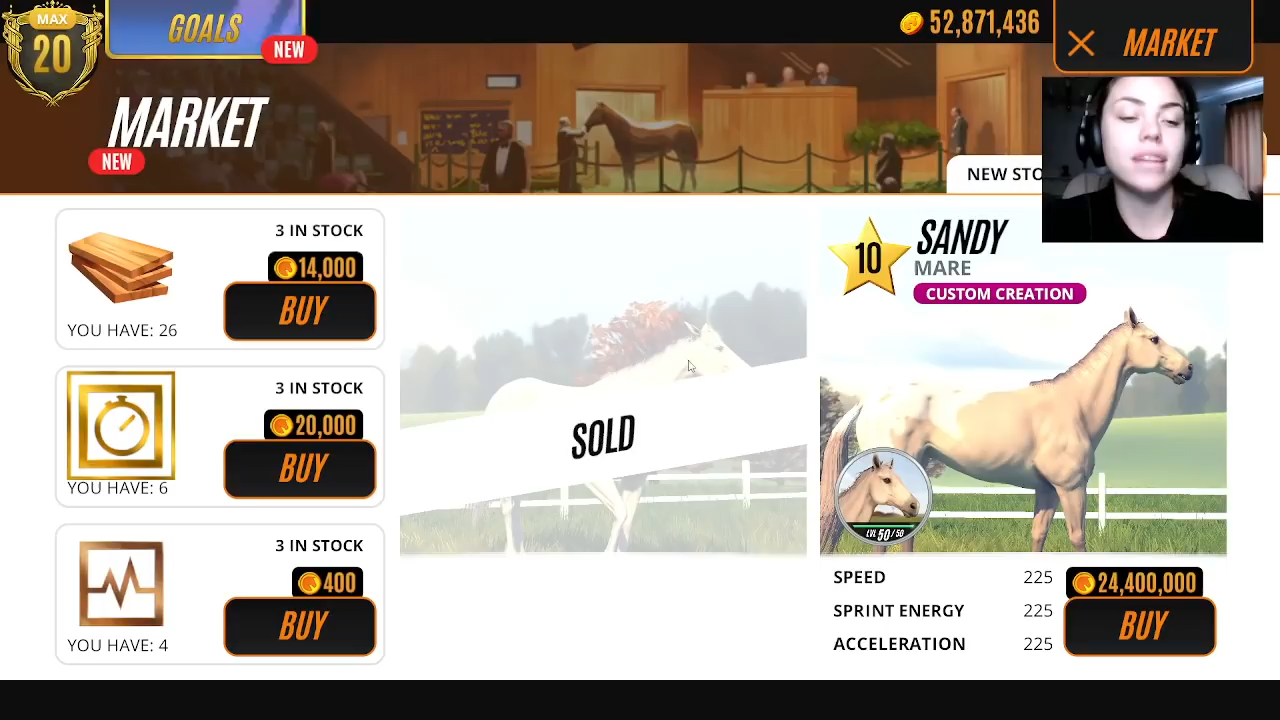 MAX
20
GOALS
NEW
52,871,436
MARKET
MARKET
NEW
NEW STO
3 IN STOCK
14,000
BUY
YOU HAVE: 26
3 IN STOCK
20,000
BUY
YOU HAVE: 6
3 IN STOCK
400
BUY
YOU HAVE: 4
SOLD
10
SANDY
MARE
CUSTOM CREATION
LVL 50/50
SPEED 225
SPRINT ENERGY 225
ACCELERATION 225
24,400,000
BUY